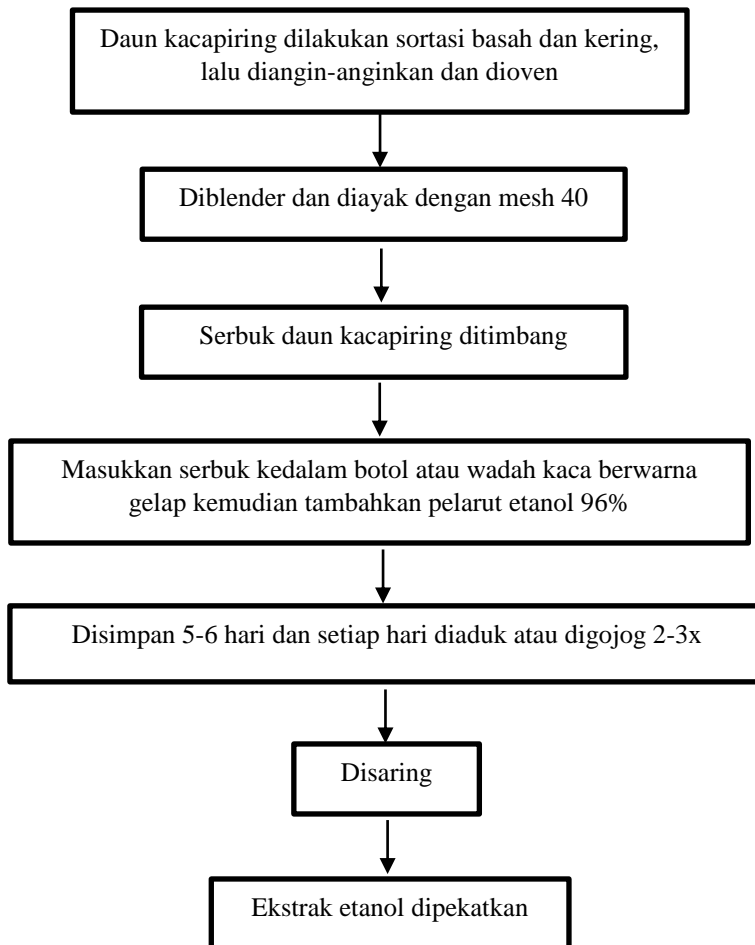 Daun kacapiring dilakukan sortasi basah dan kering,
lalu diangin-anginkan dan dioven
Diblender dan diayak dengan mesh 40
Serbuk daun kacapiring ditimbang
Masukkan serbuk kedalam botol atau wadah kaca berwarna
gelap kemudian tambahkan pelarut etanol 96%
Disimpan 5-6 hari dan setiap hari diaduk atau digojog 2-3x
Disaring
Ekstrak etanol dipekatkan